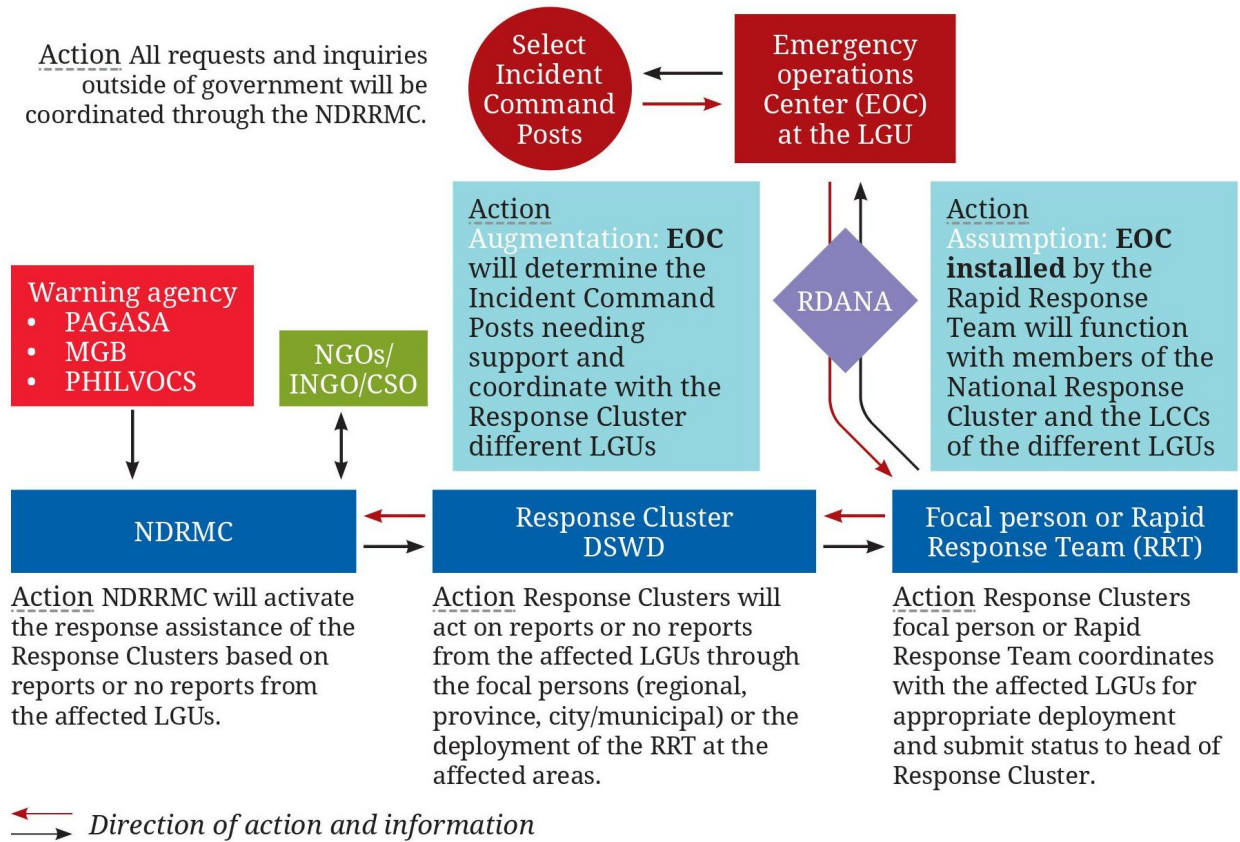 Action All requests and inquiries
outside of government will be
coordinated through the NDRRMC.
Select
Incident
Command
Posts
Emergency
operations
Center (EOC)
at the LGU
Action
Augmentation: EOC
will determine the
Incident Command
Posts needing
support and
coordinate with the
Response Cluster
different LGUs
RDANA
Action
Assumption: EOC
installed by the
Rapid Response
Team will function
with members of the
National Response
Cluster and the LCCs
of the different LGUs
Warning agency
• PAGASA
• MGB
• PHILVOCS
NGOs/
INGO/CSO
NDRMC
Response Cluster
DSWD
Focal person or Rapid
Response Team (RRT)
Action NDRRMC will activate
the response assistance of the
Response Clusters based on
reports or no reports from
the affected LGUs.
Action Response Clusters will
act on reports or no reports
from the affected LGUs through
the focal persons (regional,
province, city/municipal) or the
deployment of the RRT at the
affected areas.
Action Response Clusters
focal person or Rapid
Response Team coordinates
with the affected LGUs for
appropriate deployment
and submit status to head of
Response Cluster.
Direction of action and information